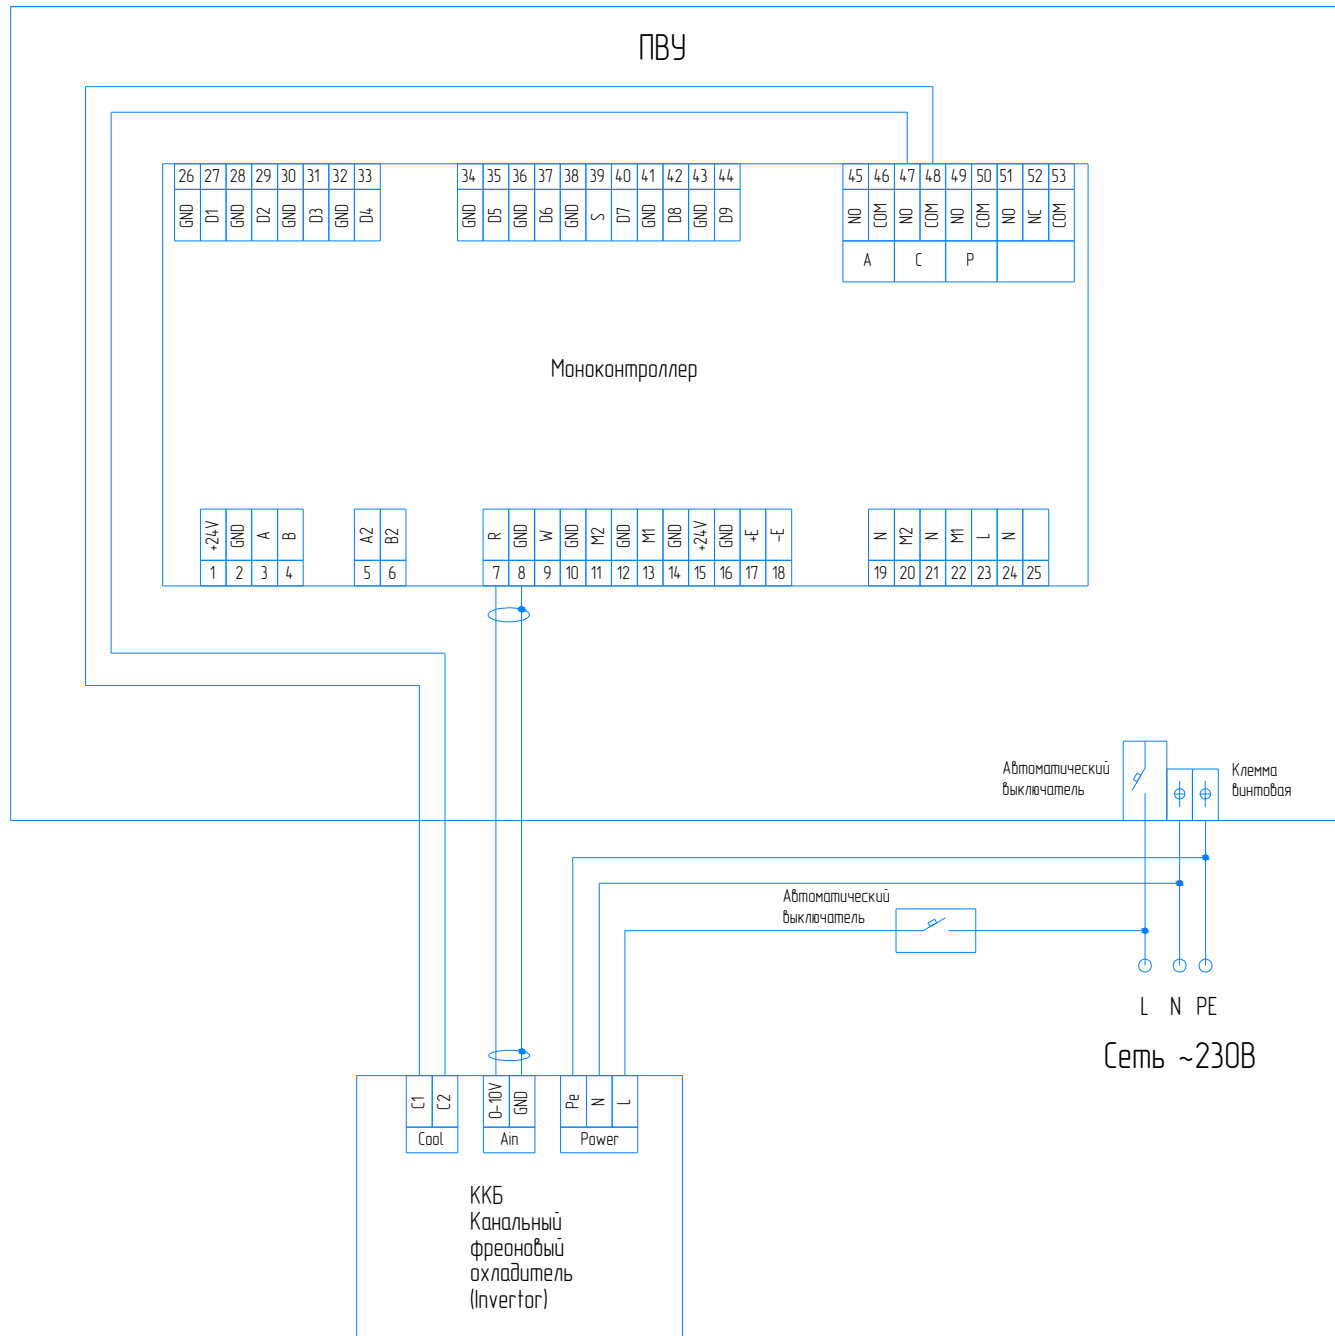 ПВУ
26 27 28 29 30 31 32 33
GND D1 GND D2 GND D3 GND D4
34 35 36 37 38 39 40 41 42 43 44
GND D5 GND D6 GND S D7 GND D8 GND D9
45 46 47 48 49 50 51 52 53
NO COM NO COM NO COM NO NC COM
A C P
Моноконтроллер
+24V GND A B
1 2 3 4
A2 B2
5 6
R GND W GND M2 GND M1 GND +24V GND +E -E
7 8 9 10 11 12 13 14 15 16 17 18
N M2 N M1 L N
19 20 21 22 23 24 25
Автоматический
выключатель
Клемма
винтовая
Автоматический
выключатель
L N PE
Сеть ~230В
C1 C2
Cool
0-10V GND
Ain
Pe N L
Power
ККБ
Канальный
фреоновый
охладитель
(Invertor)